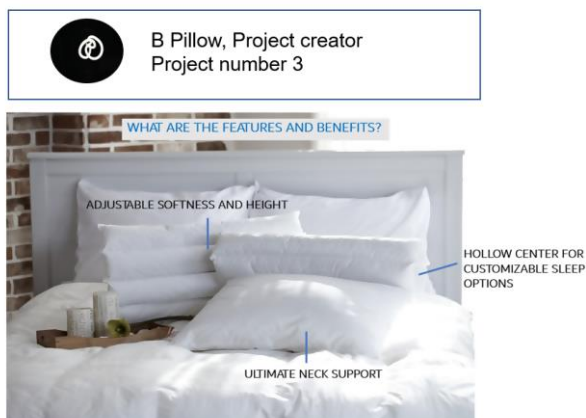 B Pillow, Project creator
Project number 3
WHAT ARE THE FEATURES AND BENEFITS?
ADJUSTABLE SOFTNESS AND HEIGHT
HOLLOW CENTER FOR
CUSTOMIZABLE SLEEP
OPTIONS
ULTIMATE NECK SUPPORT